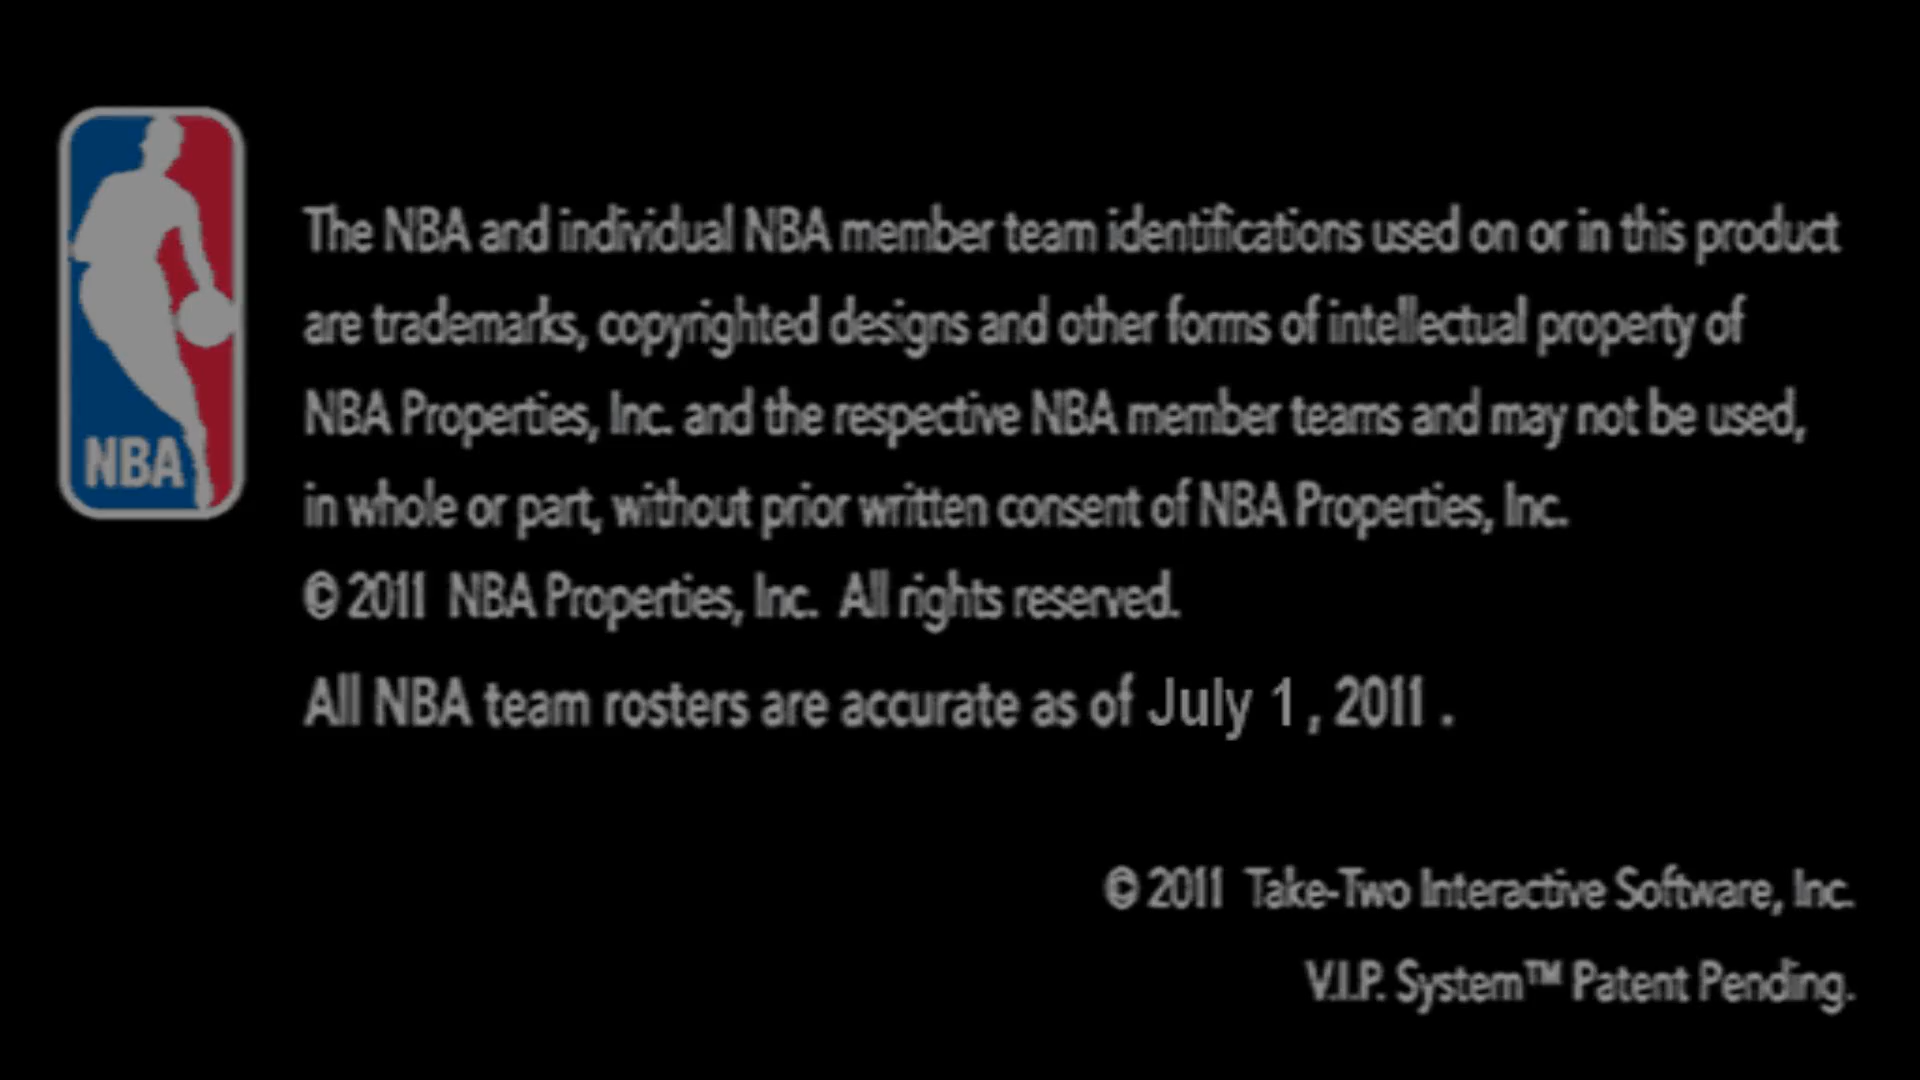 NBA
The NBA and individual NBA member team identifications used on or in this product
are trademarks, copyrighted designs and other forms of intellectual property of
NBA Properties, Inc. and the respective NBA member teams and may not be used,
in whole or part, without prior written consent of NBA Properties, Inc.
© 2011 NBA Properties, Inc. All rights reserved.
All NBA team rosters are accurate as of July 1 , 2011 .
© 2011 Take-Two Interactive Software, Inc.
V.I.P. System™ Patent Pending.